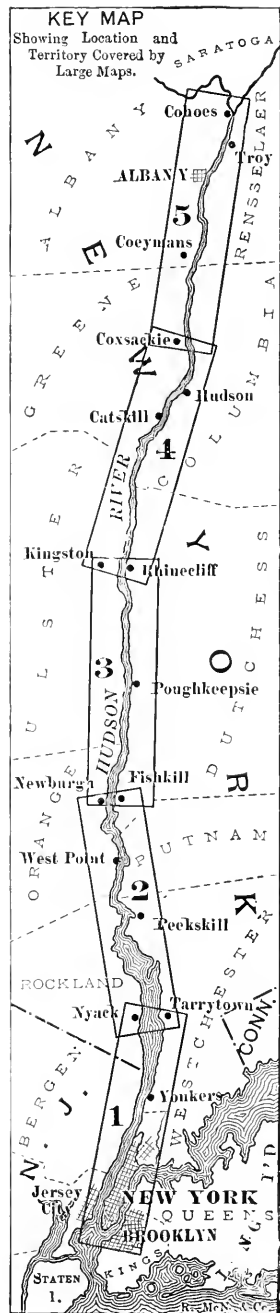 KEY MAP
Showing Location and
Territory Covered by
Large Maps.
SARATOGA
Cohoes
Troy
ALBANY
ALBANY
RENSSELAER
5
Coeymans
NEW YORK
GREENE
COLUMBIA
Coxsackie
Hudson
Catskill
4
RIVER
Kingston
Rhinecliff
ULSTER
3
Poughkeepsie
HUDSON
DUTCHESS
Newburgh
Fishkill
ORANGE
PUTNAM
West Point
2
Peekskill
ROCKLAND
WESTCHESTER
Nyack
Tarrytown
CONN.
N. J.
BERGEN
1
Yonkers
Jersey
City
NEW YORK
QUEENS
BROOKLYN
KINGS
STATEN
I.